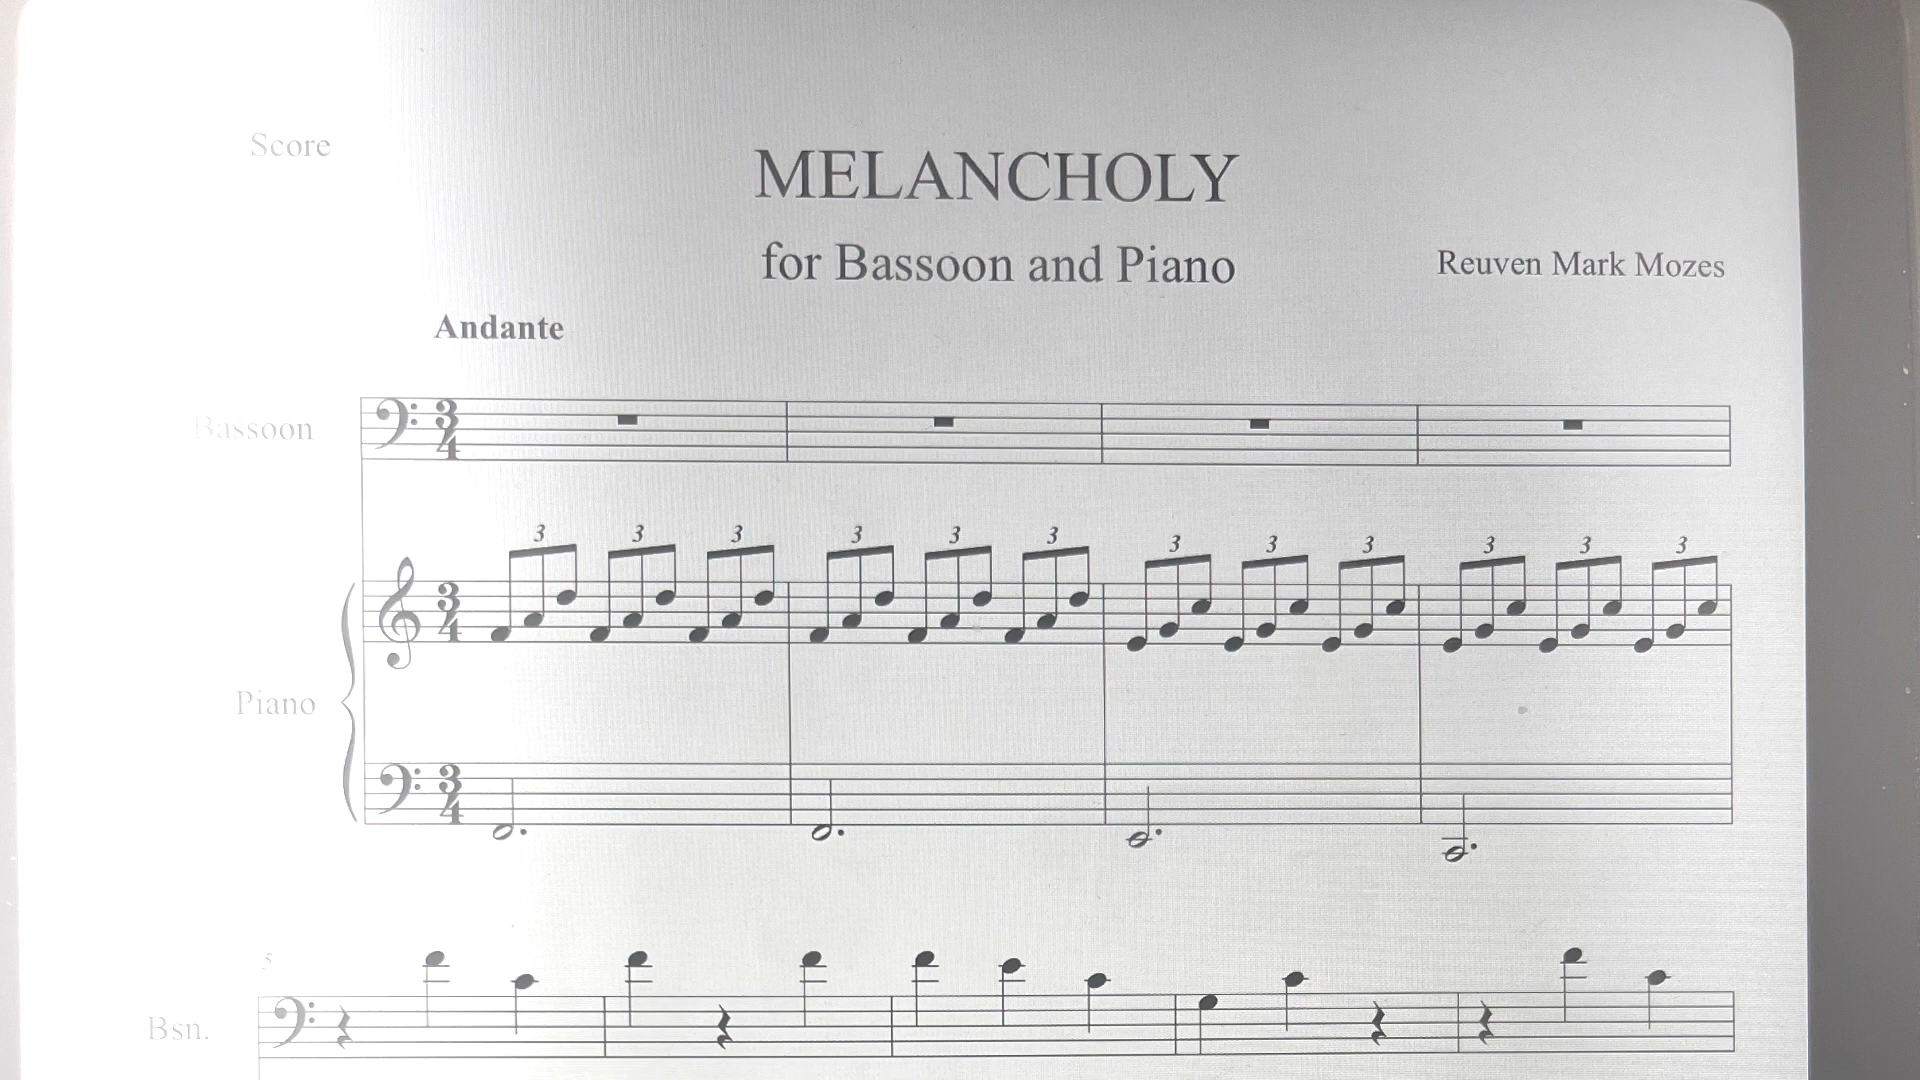 Score
MELANCHOLY
for Bassoon and Piano
Reuven Mark Mozes
Andante
Bassoon
3 4
3 3 3 3 3 3 3 3 3 3 3 3
Piano
3 4
3 4
5
Bsn.